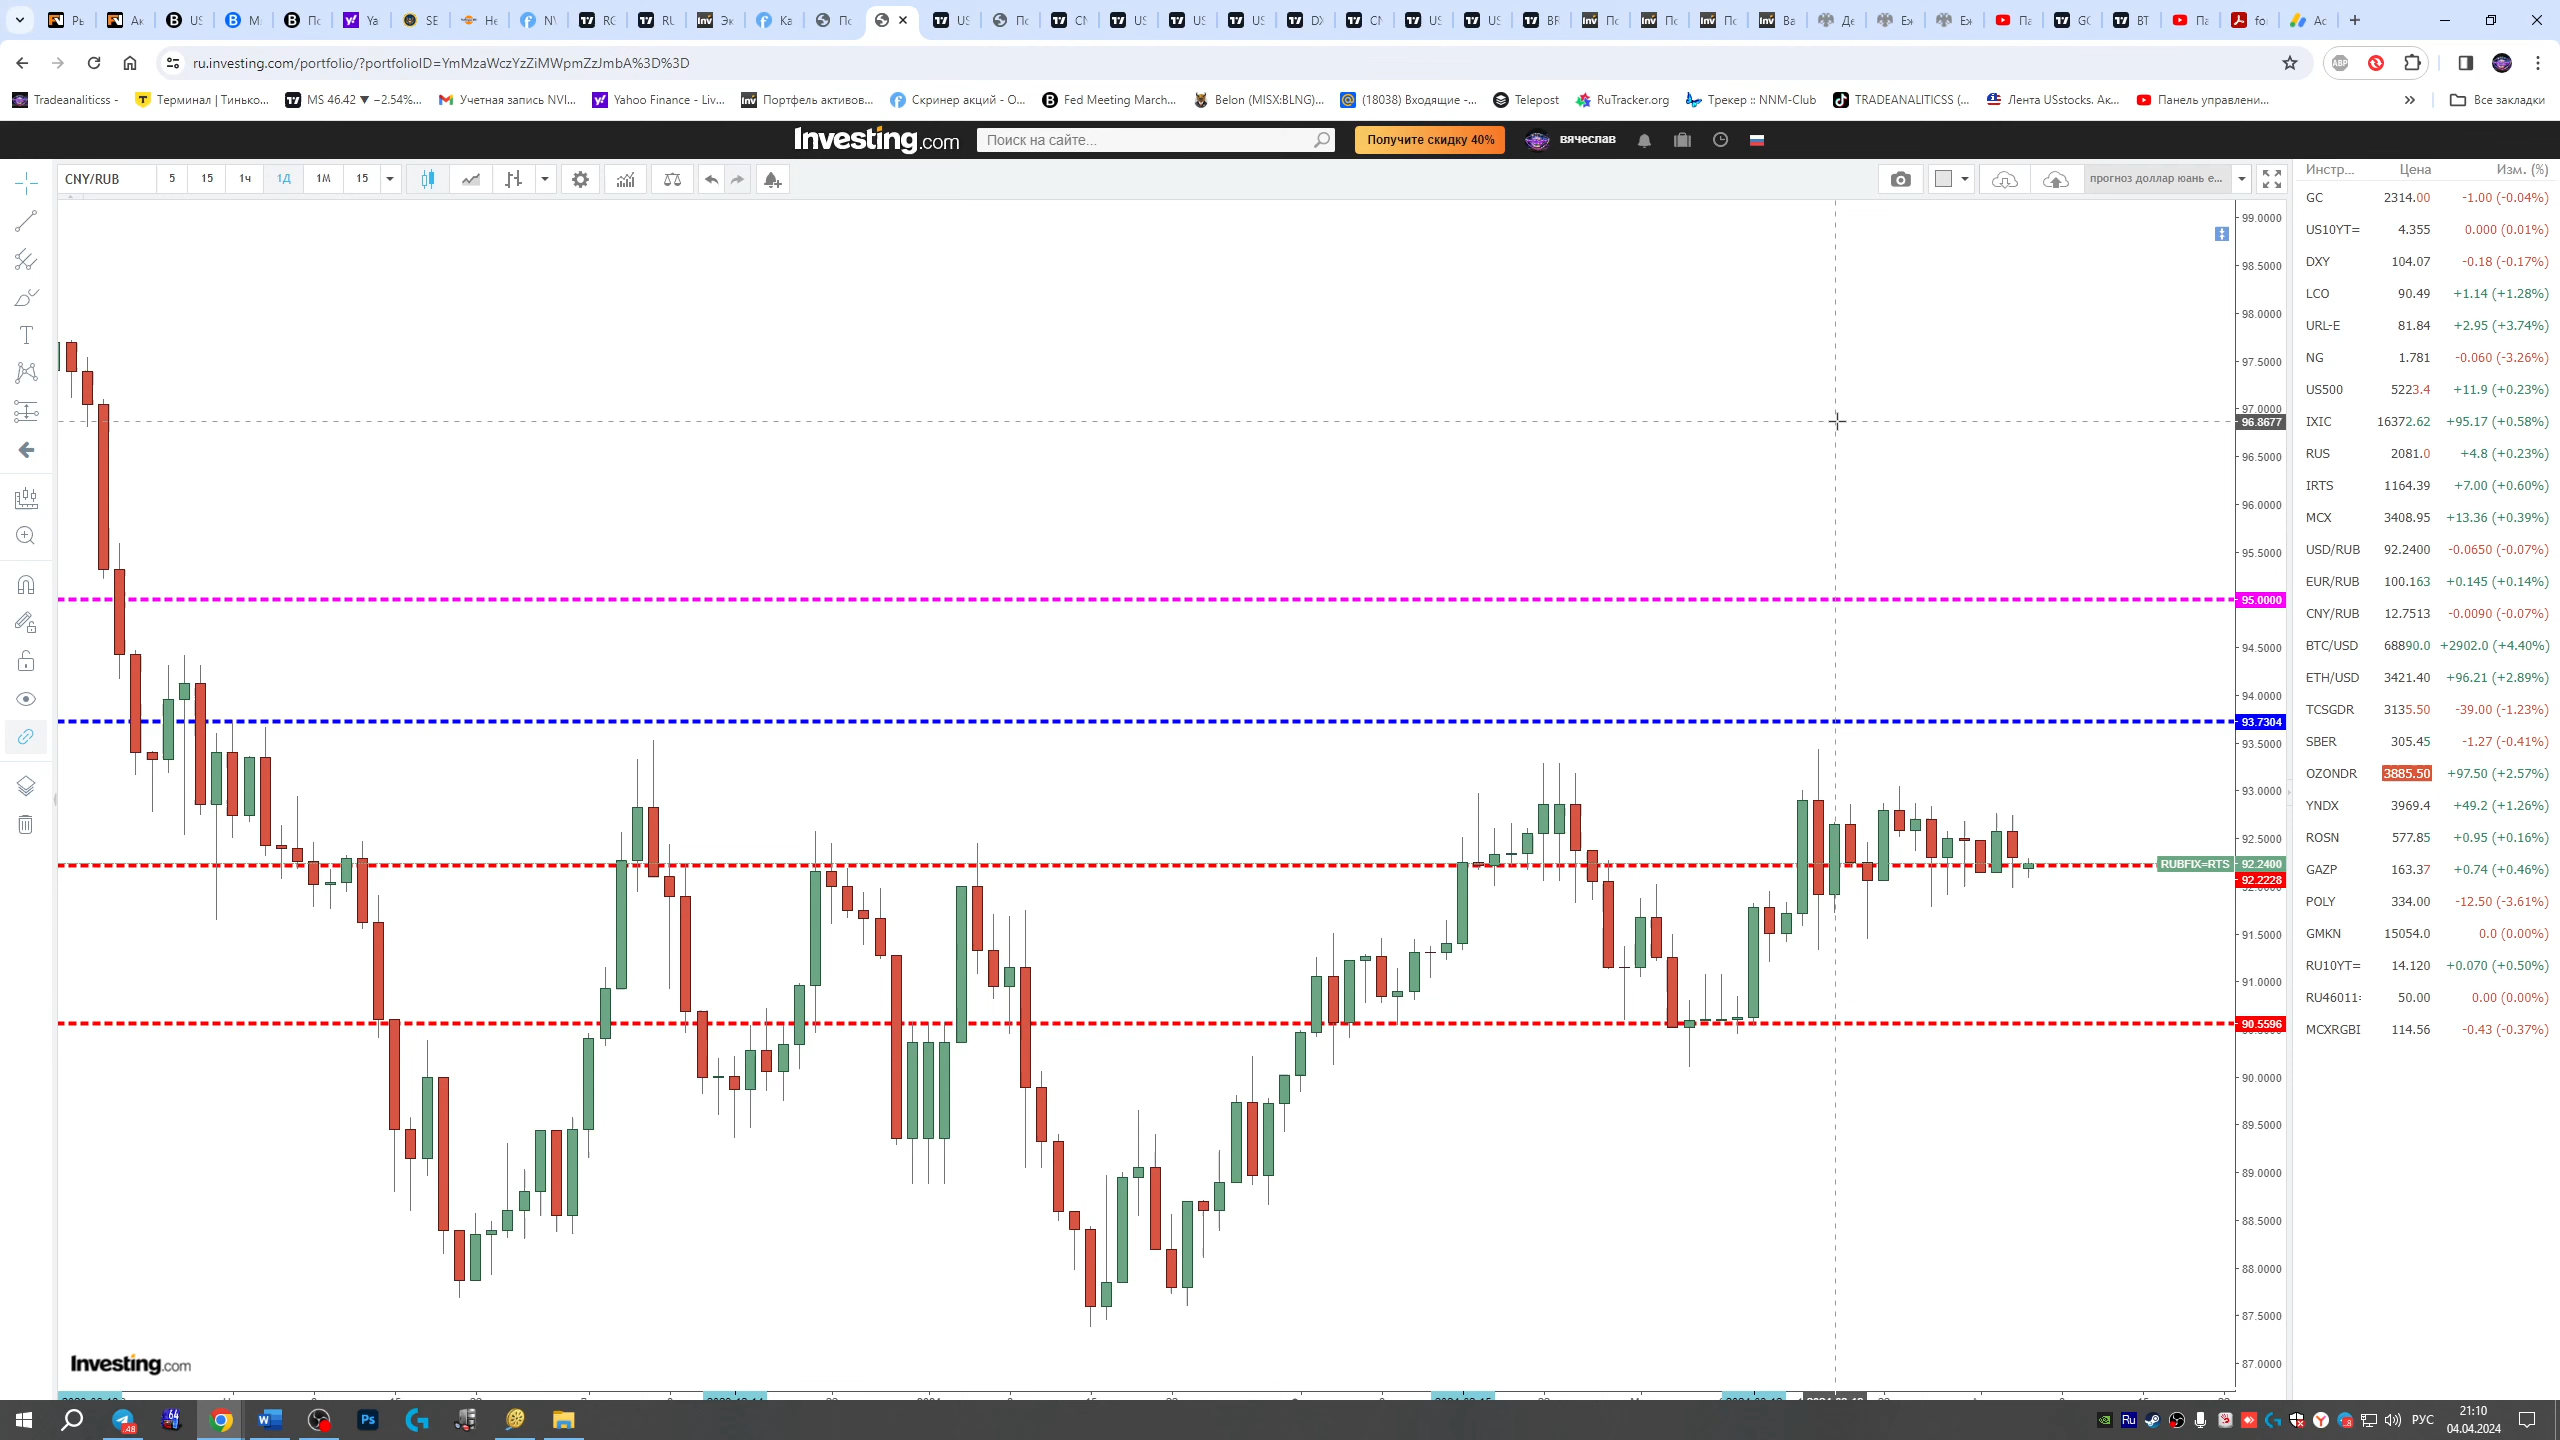 ru.investing.com/portfolio/?portfolioID=YmMzaWczYzZiMWpmZzJmbA%3D%3D
Tradeanaliticss -
Терминал | Тинько...
MS 46.42 ▼ −2.54%...
Учетная запись NVI...
Yahoo Finance - Liv...
Портфель активов...
Скринер акций - О...
Fed Meeting March...
Belon (MISX:BLNG)...
(18038) Входящие -...
Telepost
RuTracker.org
Трекер :: NNM-Club
TRADEANALITICSS (...
Лента USstocks. Ак...
Панель управлени...
Все закладки
Investing.com
Поиск на сайте...
Получите скидку 40%
вячеслав
CNY/RUB 5 15 1ч 1Д 1М 15
прогноз доллар юань е...
Инстр... Цена Изм. (%)
GC 2314.00 -1.00 (-0.04%)
US10YT= 4.355 0.000 (0.01%)
DXY 104.07 -0.18 (-0.17%)
LCO 90.49 +1.14 (+1.28%)
URL-E 81.84 +2.95 (+3.74%)
NG 1.781 -0.060 (-3.26%)
US500 5223.4 +11.9 (+0.23%)
IXIC 16372.62 +95.17 (+0.58%)
RUS 2081.0 +4.8 (+0.23%)
IRTS 1164.39 +7.00 (+0.60%)
MCX 3408.95 +13.36 (+0.39%)
USD/RUB 92.2400 -0.0650 (-0.07%)
EUR/RUB 100.163 +0.145 (+0.14%)
CNY/RUB 12.7513 -0.0090 (-0.07%)
BTC/USD 68890.0 +2902.0 (+4.40%)
ETH/USD 3421.40 +96.21 (+2.89%)
TCSGDR 3135.50 -39.00 (-1.23%)
SBER 305.45 -1.27 (-0.41%)
OZONDR 3885.50 +97.50 (+2.57%)
YNDX 3969.4 +49.2 (+1.26%)
ROSN 577.85 +0.95 (+0.16%)
GAZP 163.37 +0.74 (+0.46%)
POLY 334.00 -12.50 (-3.61%)
GMKN 15054.0 0.0 (0.00%)
RU10YT= 14.120 +0.070 (+0.50%)
RU46011: 50.00 0.00 (0.00%)
MCXRGBI 114.56 -0.43 (-0.37%)
99.0000
98.5000
98.0000
97.5000
97.0000
96.8677
96.5000
96.0000
95.5000
95.0000
94.5000
94.0000
93.7304
93.5000
93.0000
92.5000
RUBFIX=RTS 92.2400
92.2228
91.5000
91.0000
90.5596
90.0000
89.5000
89.0000
88.5000
88.0000
87.5000
87.0000
Investing.com
РУС
21:10
04.04.2024